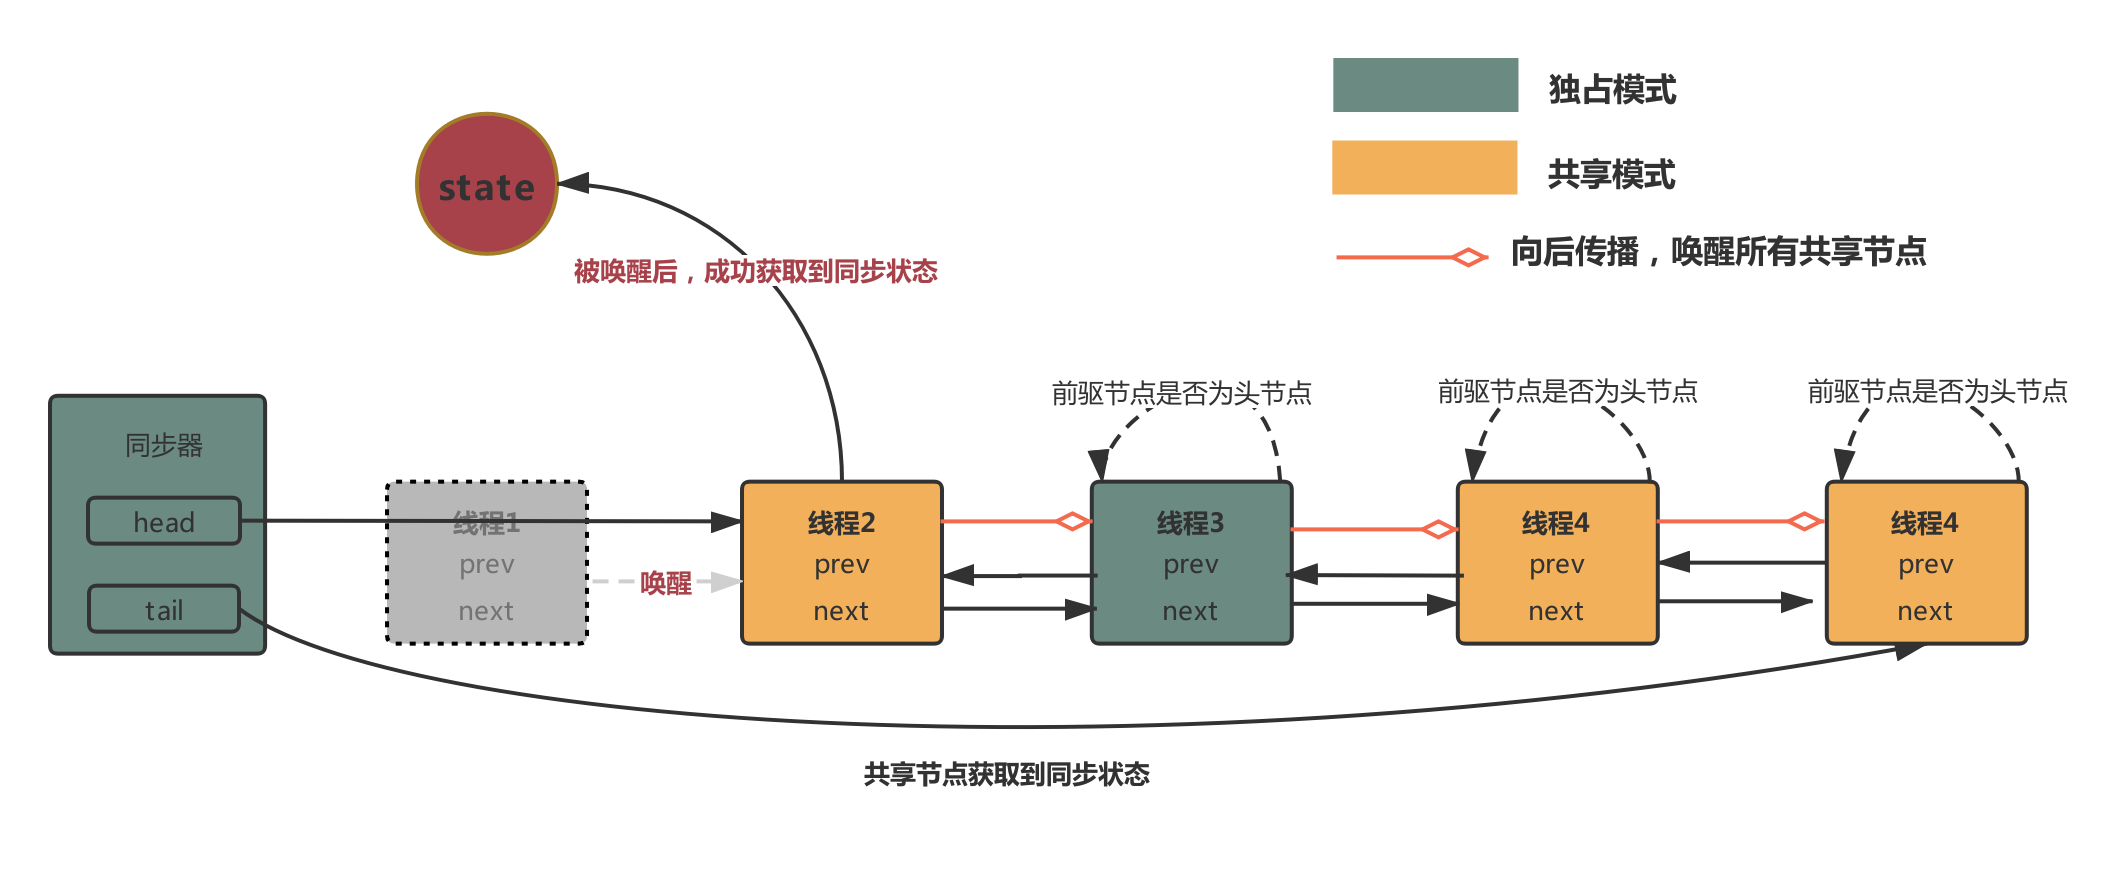 独占模式
共享模式
向后传播，唤醒所有共享节点
state
被唤醒后，成功获取到同步状态
前驱节点是否为头节点
前驱节点是否为头节点
前驱节点是否为头节点
同步器
head
tail
线程1
prev
next
唤醒
线程2
prev
next
线程3
prev
next
线程4
prev
next
线程4
prev
next
共享节点获取到同步状态